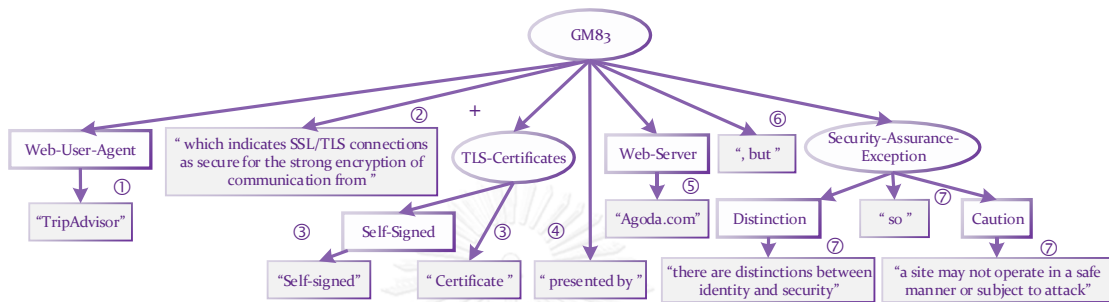 GM83
②
+
⑥
Web-User-Agent
“ which indicates SSL/TLS connections
as secure for the strong encryption of
communication from ”
TLS-Certificates
Web-Server
“, but ”
Security-Assurance-
Exception
①
⑤
⑦
“TripAdvisor”
③
Self-Signed
③
④
“Agoda.com”
Distinction
“ so ”
Caution
⑦
⑦
“Self-signed”
“ Certificate ”
“ presented by ”
“there are distinctions between
identity and security”
“a site may not operate in a safe
manner or subject to attack”